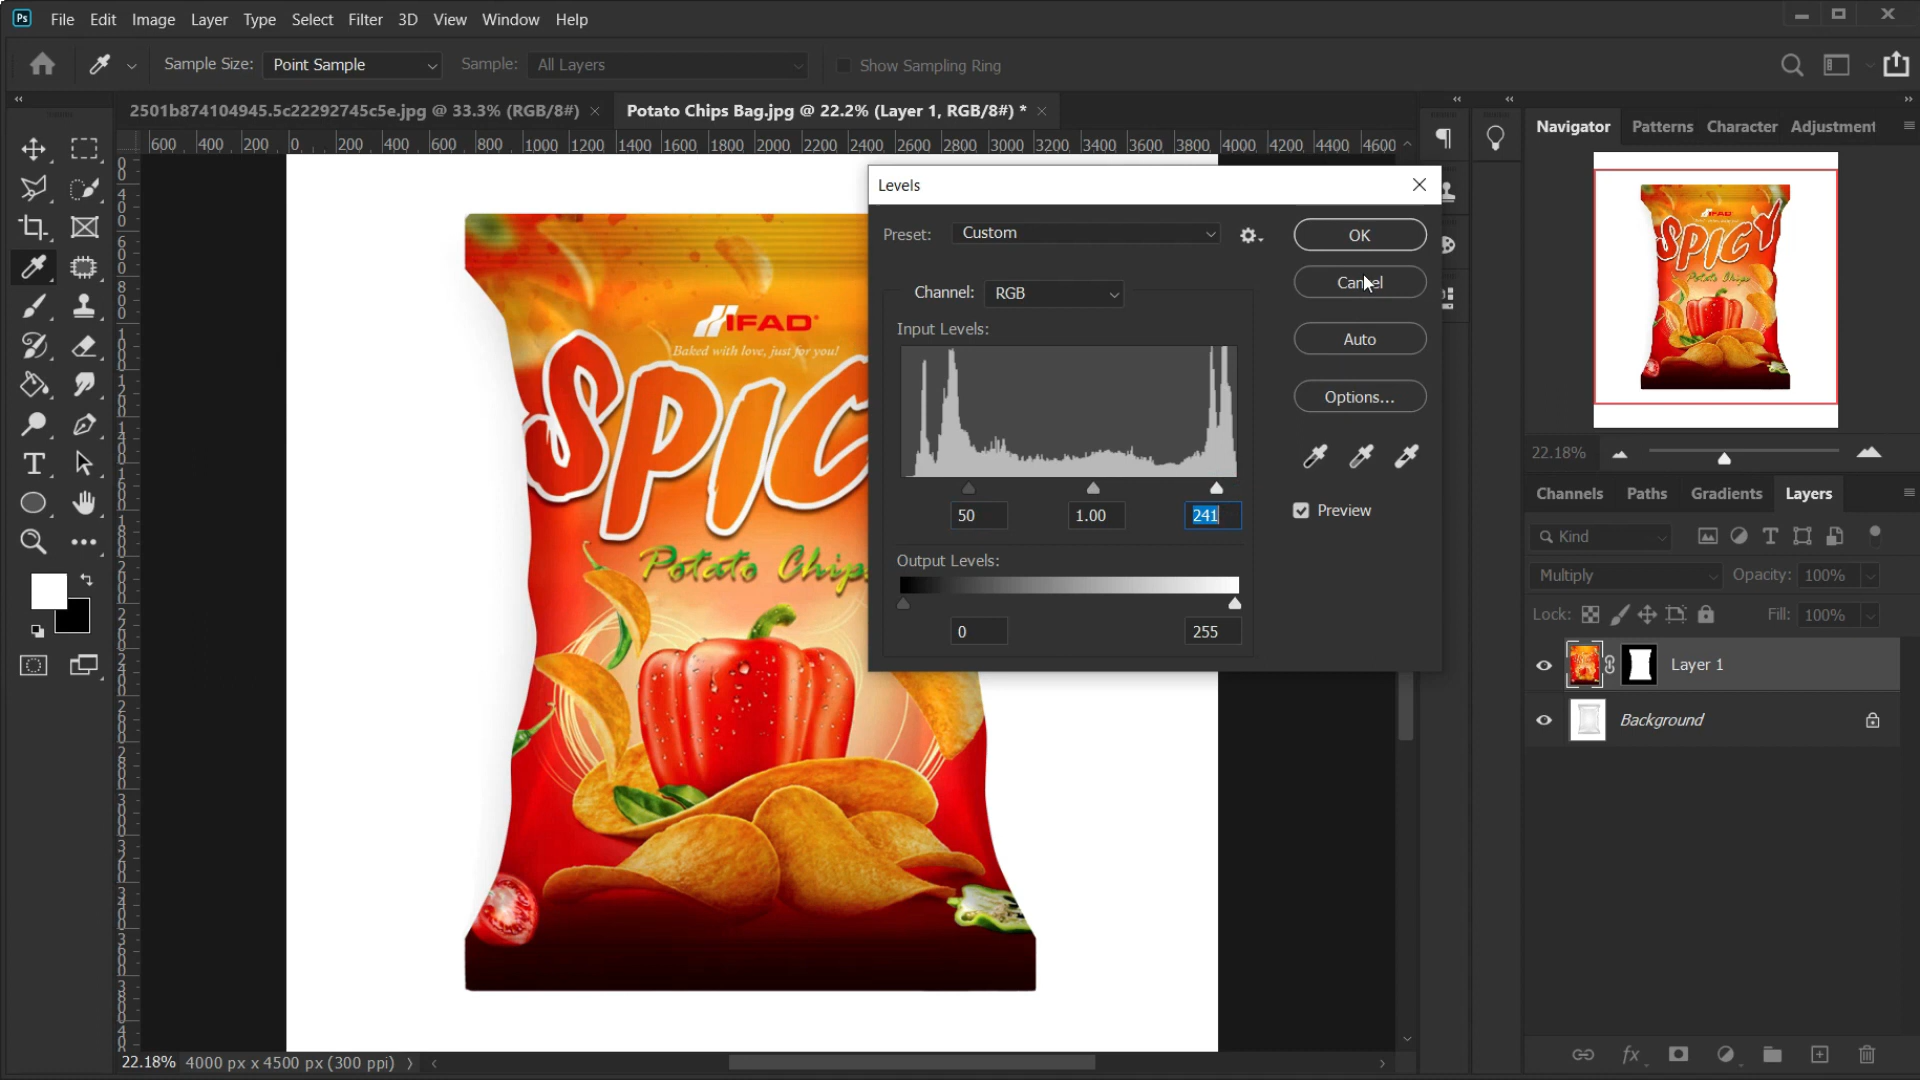 Ps File Edit Image Layer Type Select Filter 3D View Window Help
Sample Size: Point Sample Sample: All Layers Show Sampling Ring
2501b874104945.5c22292745c5e.jpg @ 33.3% (RGB/8#) × Potato Chips Bag.jpg @ 22.2% (Layer 1, RGB/8#) * ×
600 400 200 0 200 400 600 800 1000 1200 1400 1600 1800 2000 2200 2400 2600 2800 3000 3200 3400 3600 3800 4000 4200 4400 4600
Navigator Patterns Character Adjustment
Levels
Preset: Custom
OK
Channel: RGB
Cancel
Input Levels:
Auto
Options...
50 1.00 241
Preview
Output Levels:
0 255
IFAD
Baked with love, just for you!
SPIC
Potato Chips
IFAD
SPICY
Potato Chips
22.18%
Channels Paths Gradients Layers
Kind
Multiply Opacity: 100%
Lock: Fill: 100%
Layer 1
Background
fx
22.18% 4000 px x 4500 px (300 ppi)